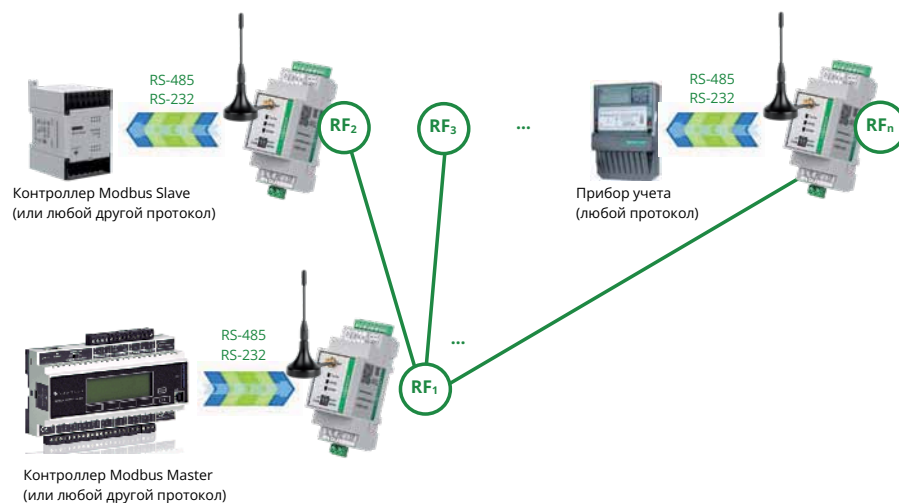 RS-485
RS-232
RF2
RF3
...
RS-485
RS-232
RFn
Контроллер Modbus Slave
(или любой другой протокол)
Прибор учета
(любой протокол)
RS-485
RS-232
...
RF1
Контроллер Modbus Master
(или любой другой протокол)